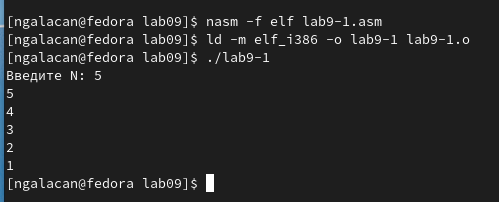 [ngalacan@fedora lab09]$ nasm -f elf lab9-1.asm
[ngalacan@fedora lab09]$ ld -m elf_i386 -o lab9-1 lab9-1.o
[ngalacan@fedora lab09]$ ./lab9-1
Введите N: 5
5
4
3
2
1
[ngalacan@fedora lab09]$